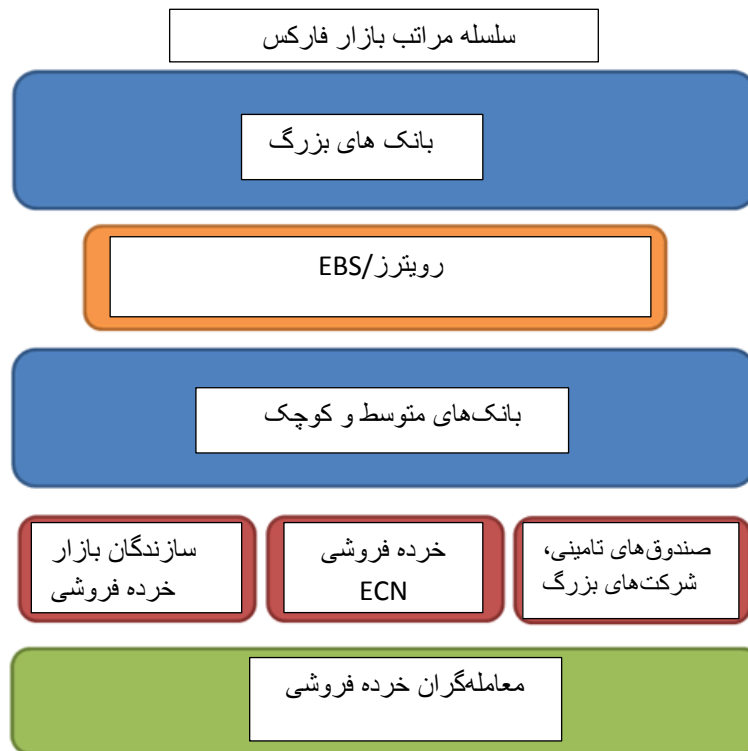 سلسله مراتب بازار فارکس
بانک های بزرگ
رویترز/EBS
بانک‌های متوسط و کوچک
صندوق‌های تامینی،
شرکت‌های بزرگ
خرده فروشی
ECN
سازندگان بازار
خرده فروشی
معامله‌گران خرده فروشی